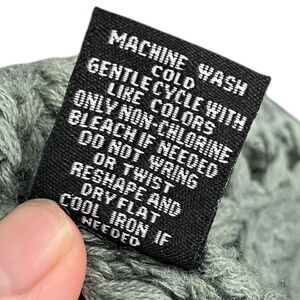 MACHINE WASH
COLD
GENTLE CYCLE WITH
LIKE COLORS
ONLY NON-CHLORINE
BLEACH IF NEEDED
DO NOT WRING
OR TWIST
RESHAPE AND
DRY FLAT
COOL IRON IF
NEEDED